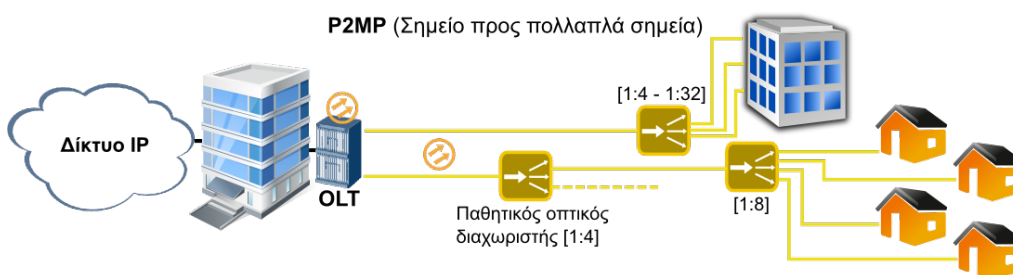 P2MP (Σημείο προς πολλαπλά σημεία)
[1:4 - 1:32]
Δίκτυο IP
OLT
[1:8]
Παθητικός οπτικός
διαχωριστής [1:4]